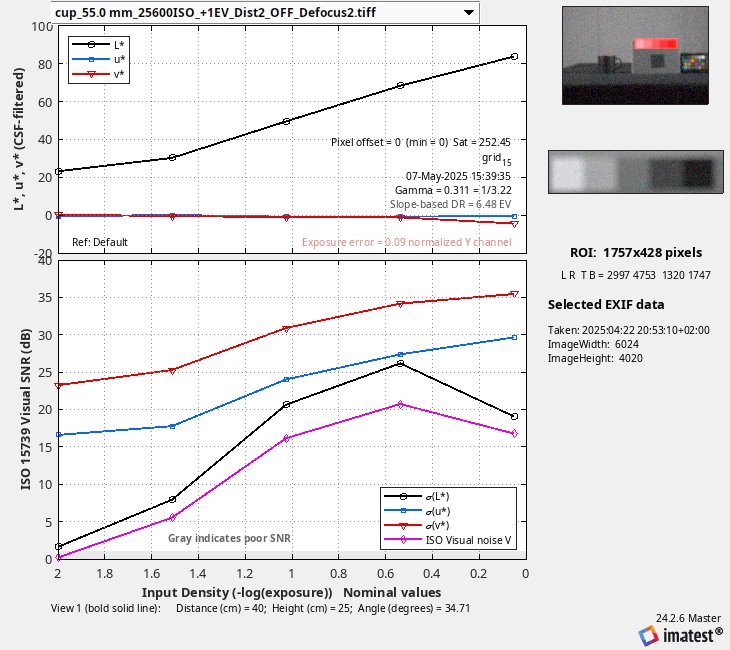 cup_55.0 mm_25600ISO_+1EV_Dist2_OFF_Defocus2.tiff
100
80
60
40
20
0
-20
L*, u*, v* (CSF-filtered)
L*
u*
v*
Pixel offset = 0 (min = 0) Sat = 252.45
grid15
07-May-2025 15:39:35
Gamma = 0.311 = 1/3.22
Slope-based DR = 6.48 EV
Ref: Default
Exposure error = 0.09 normalized Y channel
40
35
30
25
20
15
10
5
0
ISO 15739 Visual SNR (dB)
σ(L*)
σ(u*)
σ(v*)
ISO Visual noise V
Gray indicates poor SNR
2 1.8 1.6 1.4 1.2 1 0.8 0.6 0.4 0.2 0
Input Density (-log(exposure)) Nominal values
View 1 (bold solid line): Distance (cm) = 40; Height (cm) = 25; Angle (degrees) = 34.71
ROI: 1757x428 pixels
L R T B = 2997 4753 1320 1747
Selected EXIF data
Taken: 2025:04:22 20:53:10+02:00
ImageWidth: 6024
ImageHeight: 4020
24.2.6 Master
imatest®